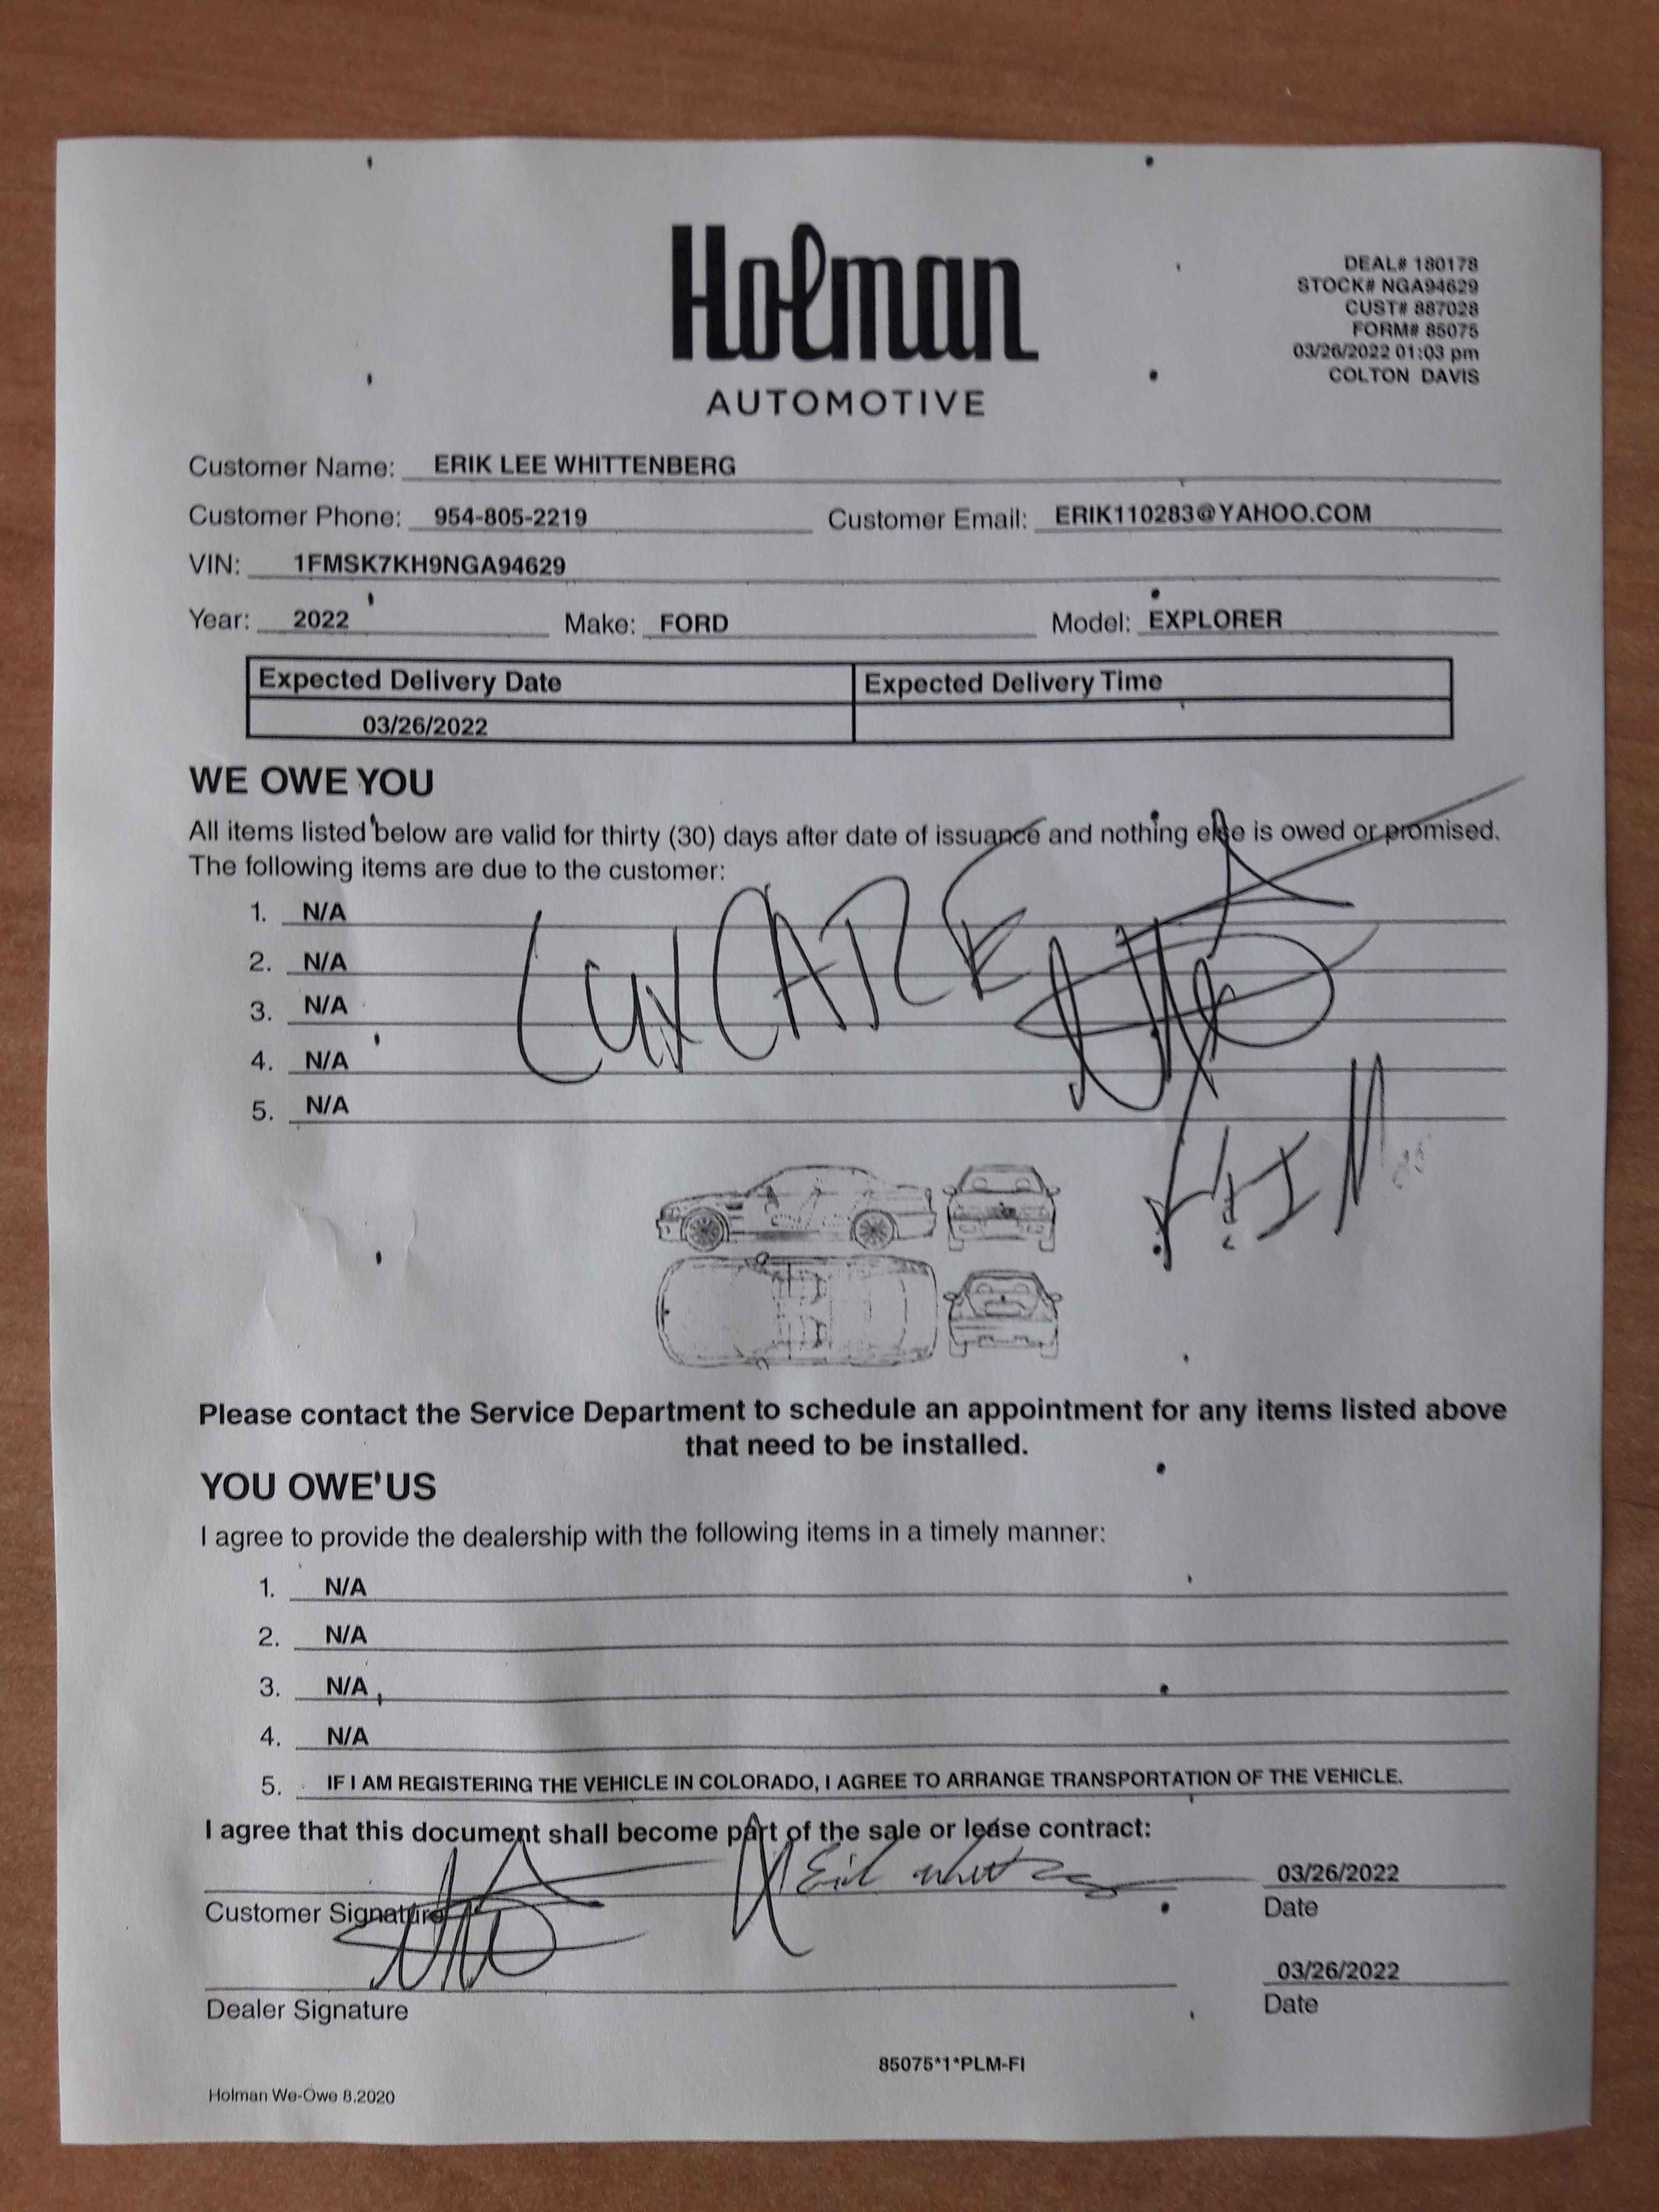 Holman
AUTOMOTIVE
DEAL# 180178
STOCK# NGA94629
CUST# 887028
FORM# 85075
03/26/2022 01:03 pm
COLTON DAVIS
Customer Name: ERIK LEE WHITTENBERG
Customer Phone: 954-805-2219 Customer Email: ERIK110283@YAHOO.COM
VIN: 1FMSK7KH9NGA94629
Year: 2022 Make: FORD Model: EXPLORER
Expected Delivery Date Expected Delivery Time
03/26/2022
WE OWE YOU
All items listed below are valid for thirty (30) days after date of issuance and nothing else is owed or promised.
The following items are due to the customer:
1. N/A
2. N/A
3. N/A
4. N/A
5. N/A
LUXCARE
Please contact the Service Department to schedule an appointment for any items listed above
that need to be installed.
YOU OWE US
I agree to provide the dealership with the following items in a timely manner:
1. N/A
2. N/A
3. N/A
4. N/A
5. IF I AM REGISTERING THE VEHICLE IN COLORADO, I AGREE TO ARRANGE TRANSPORTATION OF THE VEHICLE.
I agree that this document shall become part of the sale or lease contract:
03/26/2022
Customer Signature Date
03/26/2022
Dealer Signature Date
85075*1*PLM-FI
Holman We-Owe 8.2020